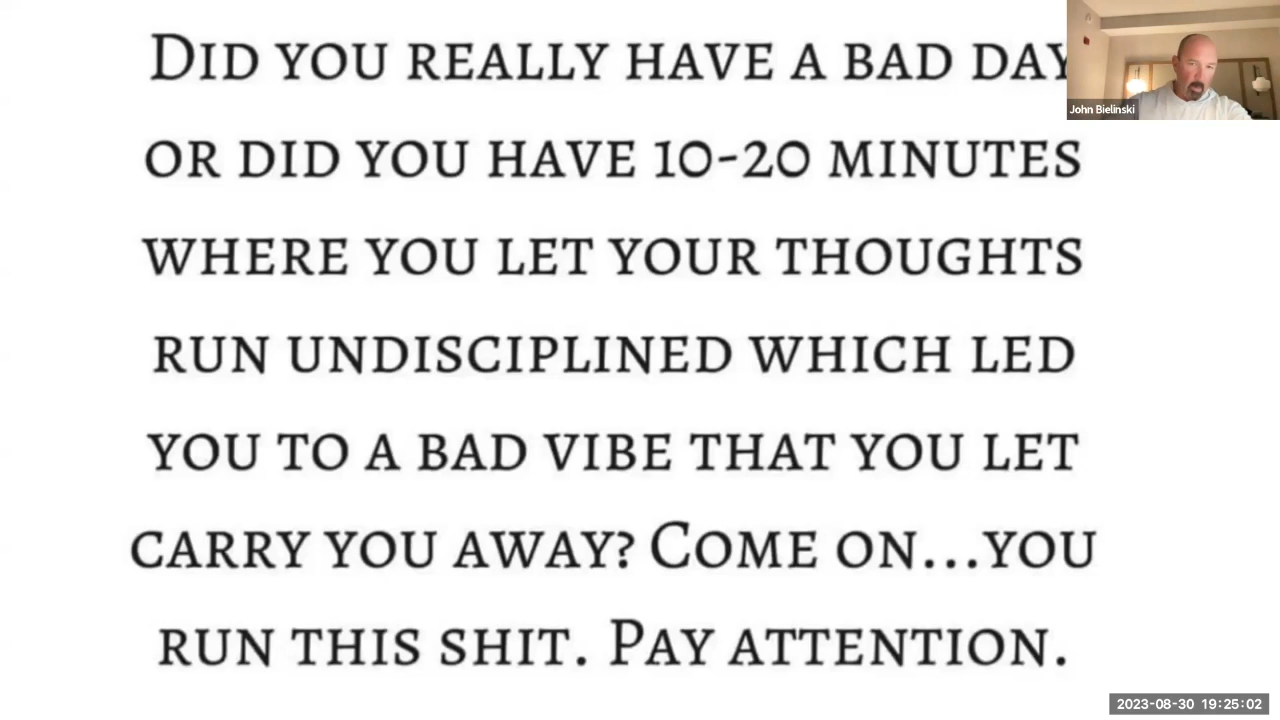 Did you really have a bad day
or did you have 10-20 minutes
where you let your thoughts
run undisciplined which led
you to a bad vibe that you let
carry you away? Come on...you
run this shit. Pay attention.
John Bielinski
2023-08-30 19:25:02